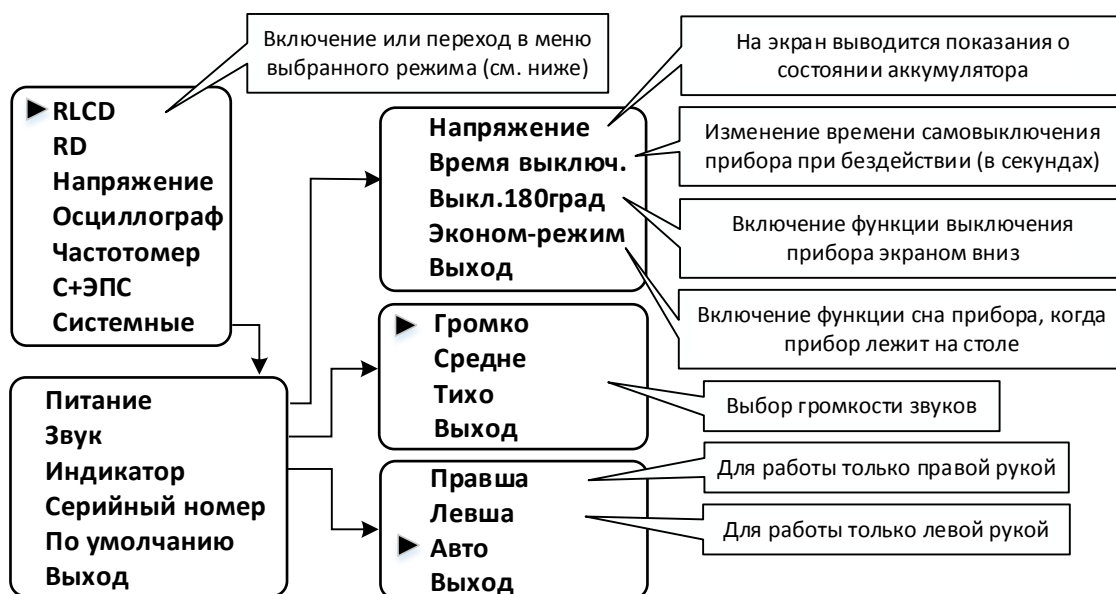 Включение или переход в меню
выбранного режима (см. ниже)
На экран выводится показания о
состоянии аккумулятора
RLCD
RD
Напряжение
Осциллограф
Частотомер
С+ЭПС
Системные
Напряжение
Время выключ.
Выкл.180град
Эконом-режим
Выход
Изменение времени самовыключения
прибора при бездействии (в секундах)
Включение функции выключения
прибора экраном вниз
Включение функции сна прибора, когда
прибор лежит на столе
Питание
Звук
Индикатор
Серийный номер
По умолчанию
Выход
Громко
Средне
Тихо
Выход
Выбор громкости звуков
Правша
Левша
Авто
Выход
Для работы только правой рукой
Для работы только левой рукой